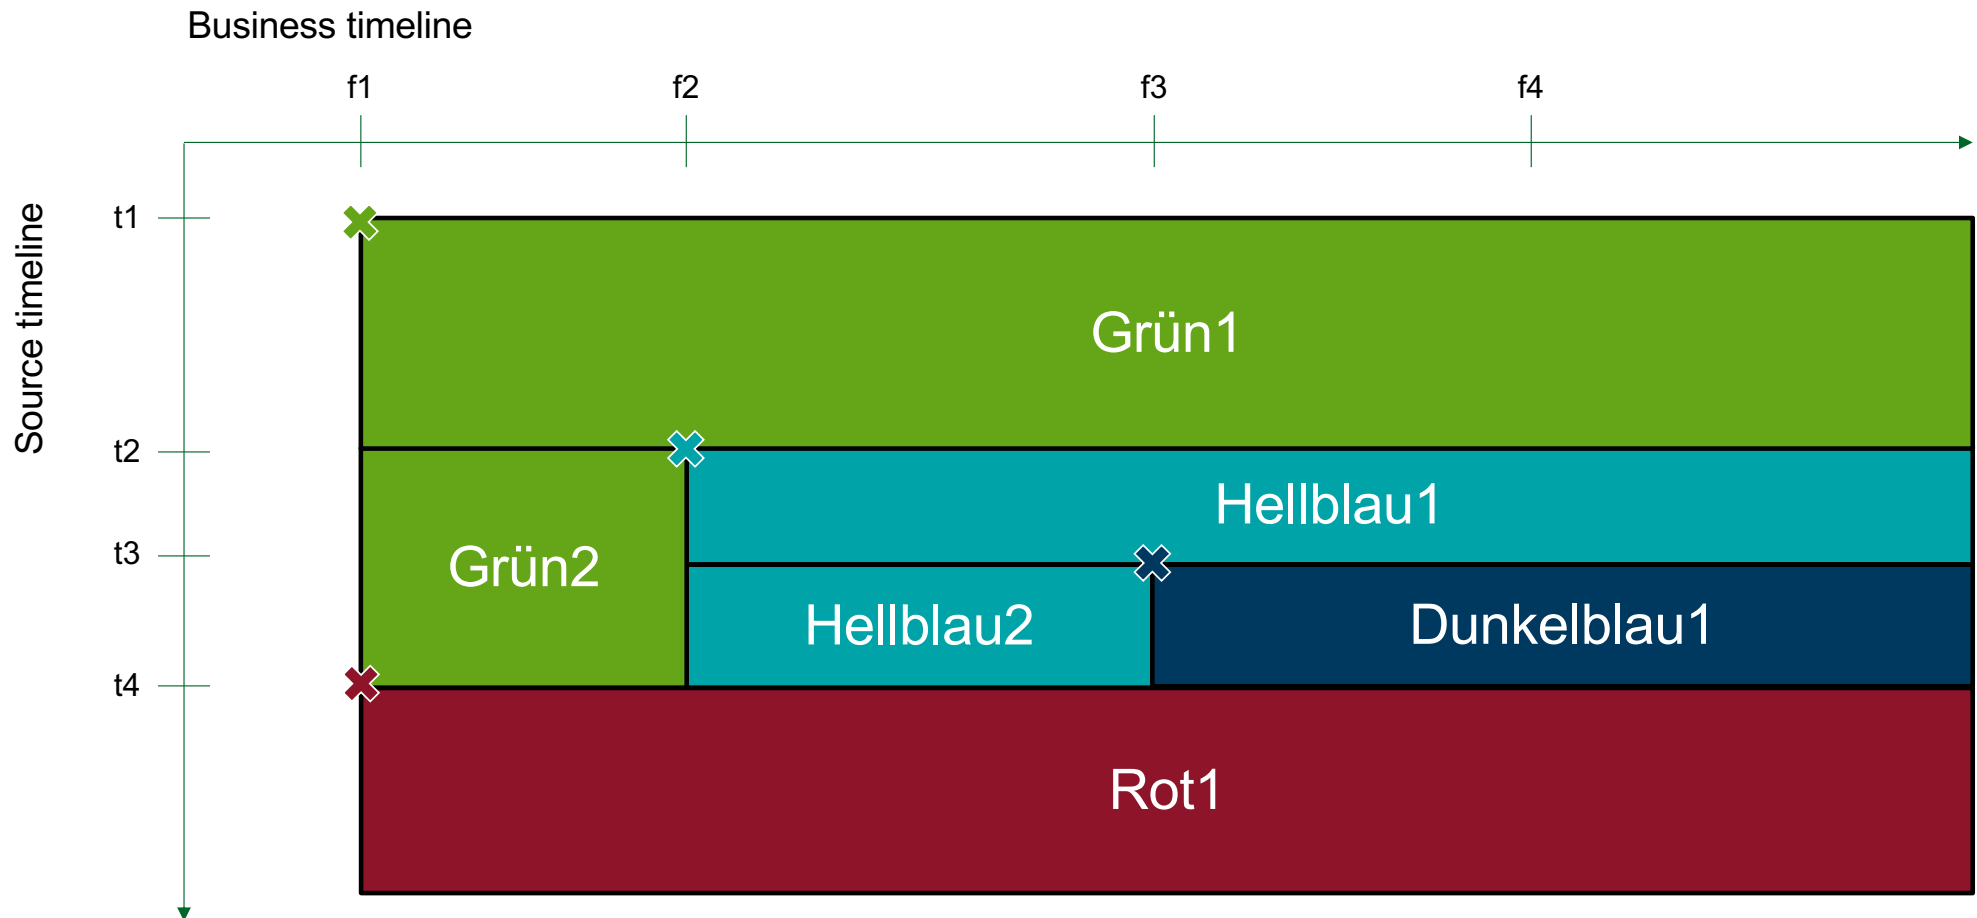 Business timeline
f1 f2 f3 f4
Source timeline
t1
Grün1
t2
Hellblau1
t3
Grün2
Hellblau2
Dunkelblau1
t4
Rot1